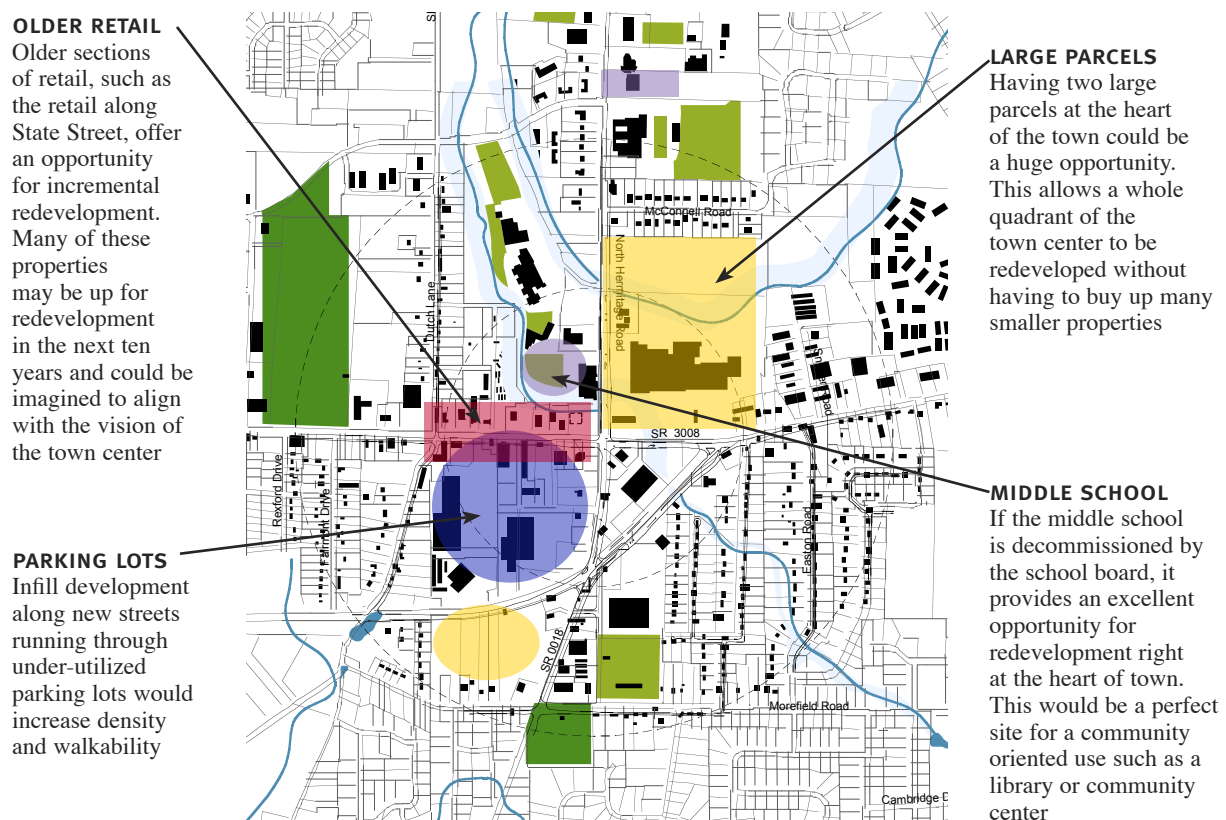 OLDER RETAIL
Older sections
of retail, such as
the retail along
State Street, offer
an opportunity
for incremental
redevelopment.
Many of these
properties
may be up for
redevelopment
in the next ten
years and could be
imagined to align
with the vision of
the town center
PARKING LOTS
Infill development
along new streets
running through
under-utilized
parking lots would
increase density
and walkability
McConnell Road
North Hermitage Road
Dutch Lane
SR 3008
Rexford Drive
Fairmont Drive
Easton Road
SR 0018
Morefield Road
Cambridge D
LARGE PARCELS
Having two large
parcels at the heart
of the town could be
a huge opportunity.
This allows a whole
quadrant of the
town center to be
redeveloped without
having to buy up many
smaller properties
MIDDLE SCHOOL
If the middle school
is decommissioned by
the school board, it
provides an excellent
opportunity for
redevelopment right
at the heart of town.
This would be a perfect
site for a community
oriented use such as a
library or community
center